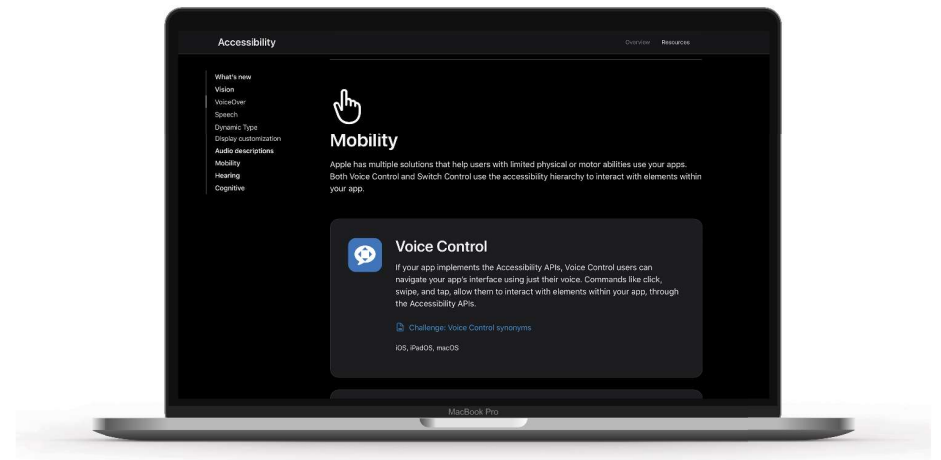 Accessibility
Overview Resources
What's new
Vision
VoiceOver
Speech
Dynamic Type
Display customization
Audio descriptions
Mobility
Hearing
Cognitive
Mobility
Apple has multiple solutions that help users with limited physical or motor abilities use your apps.
Both Voice Control and Switch Control use the accessibility hierarchy to interact with elements within
your app.
Voice Control
If your app implements the Accessibility APIs, Voice Control users can
navigate your app's interface using just their voice. Commands like click,
swipe, and tap, allow them to interact with elements within your app, through
the Accessibility APIs.
Challenge: Voice Control synonyms
iOS, iPadOS, macOS
MacBook Pro